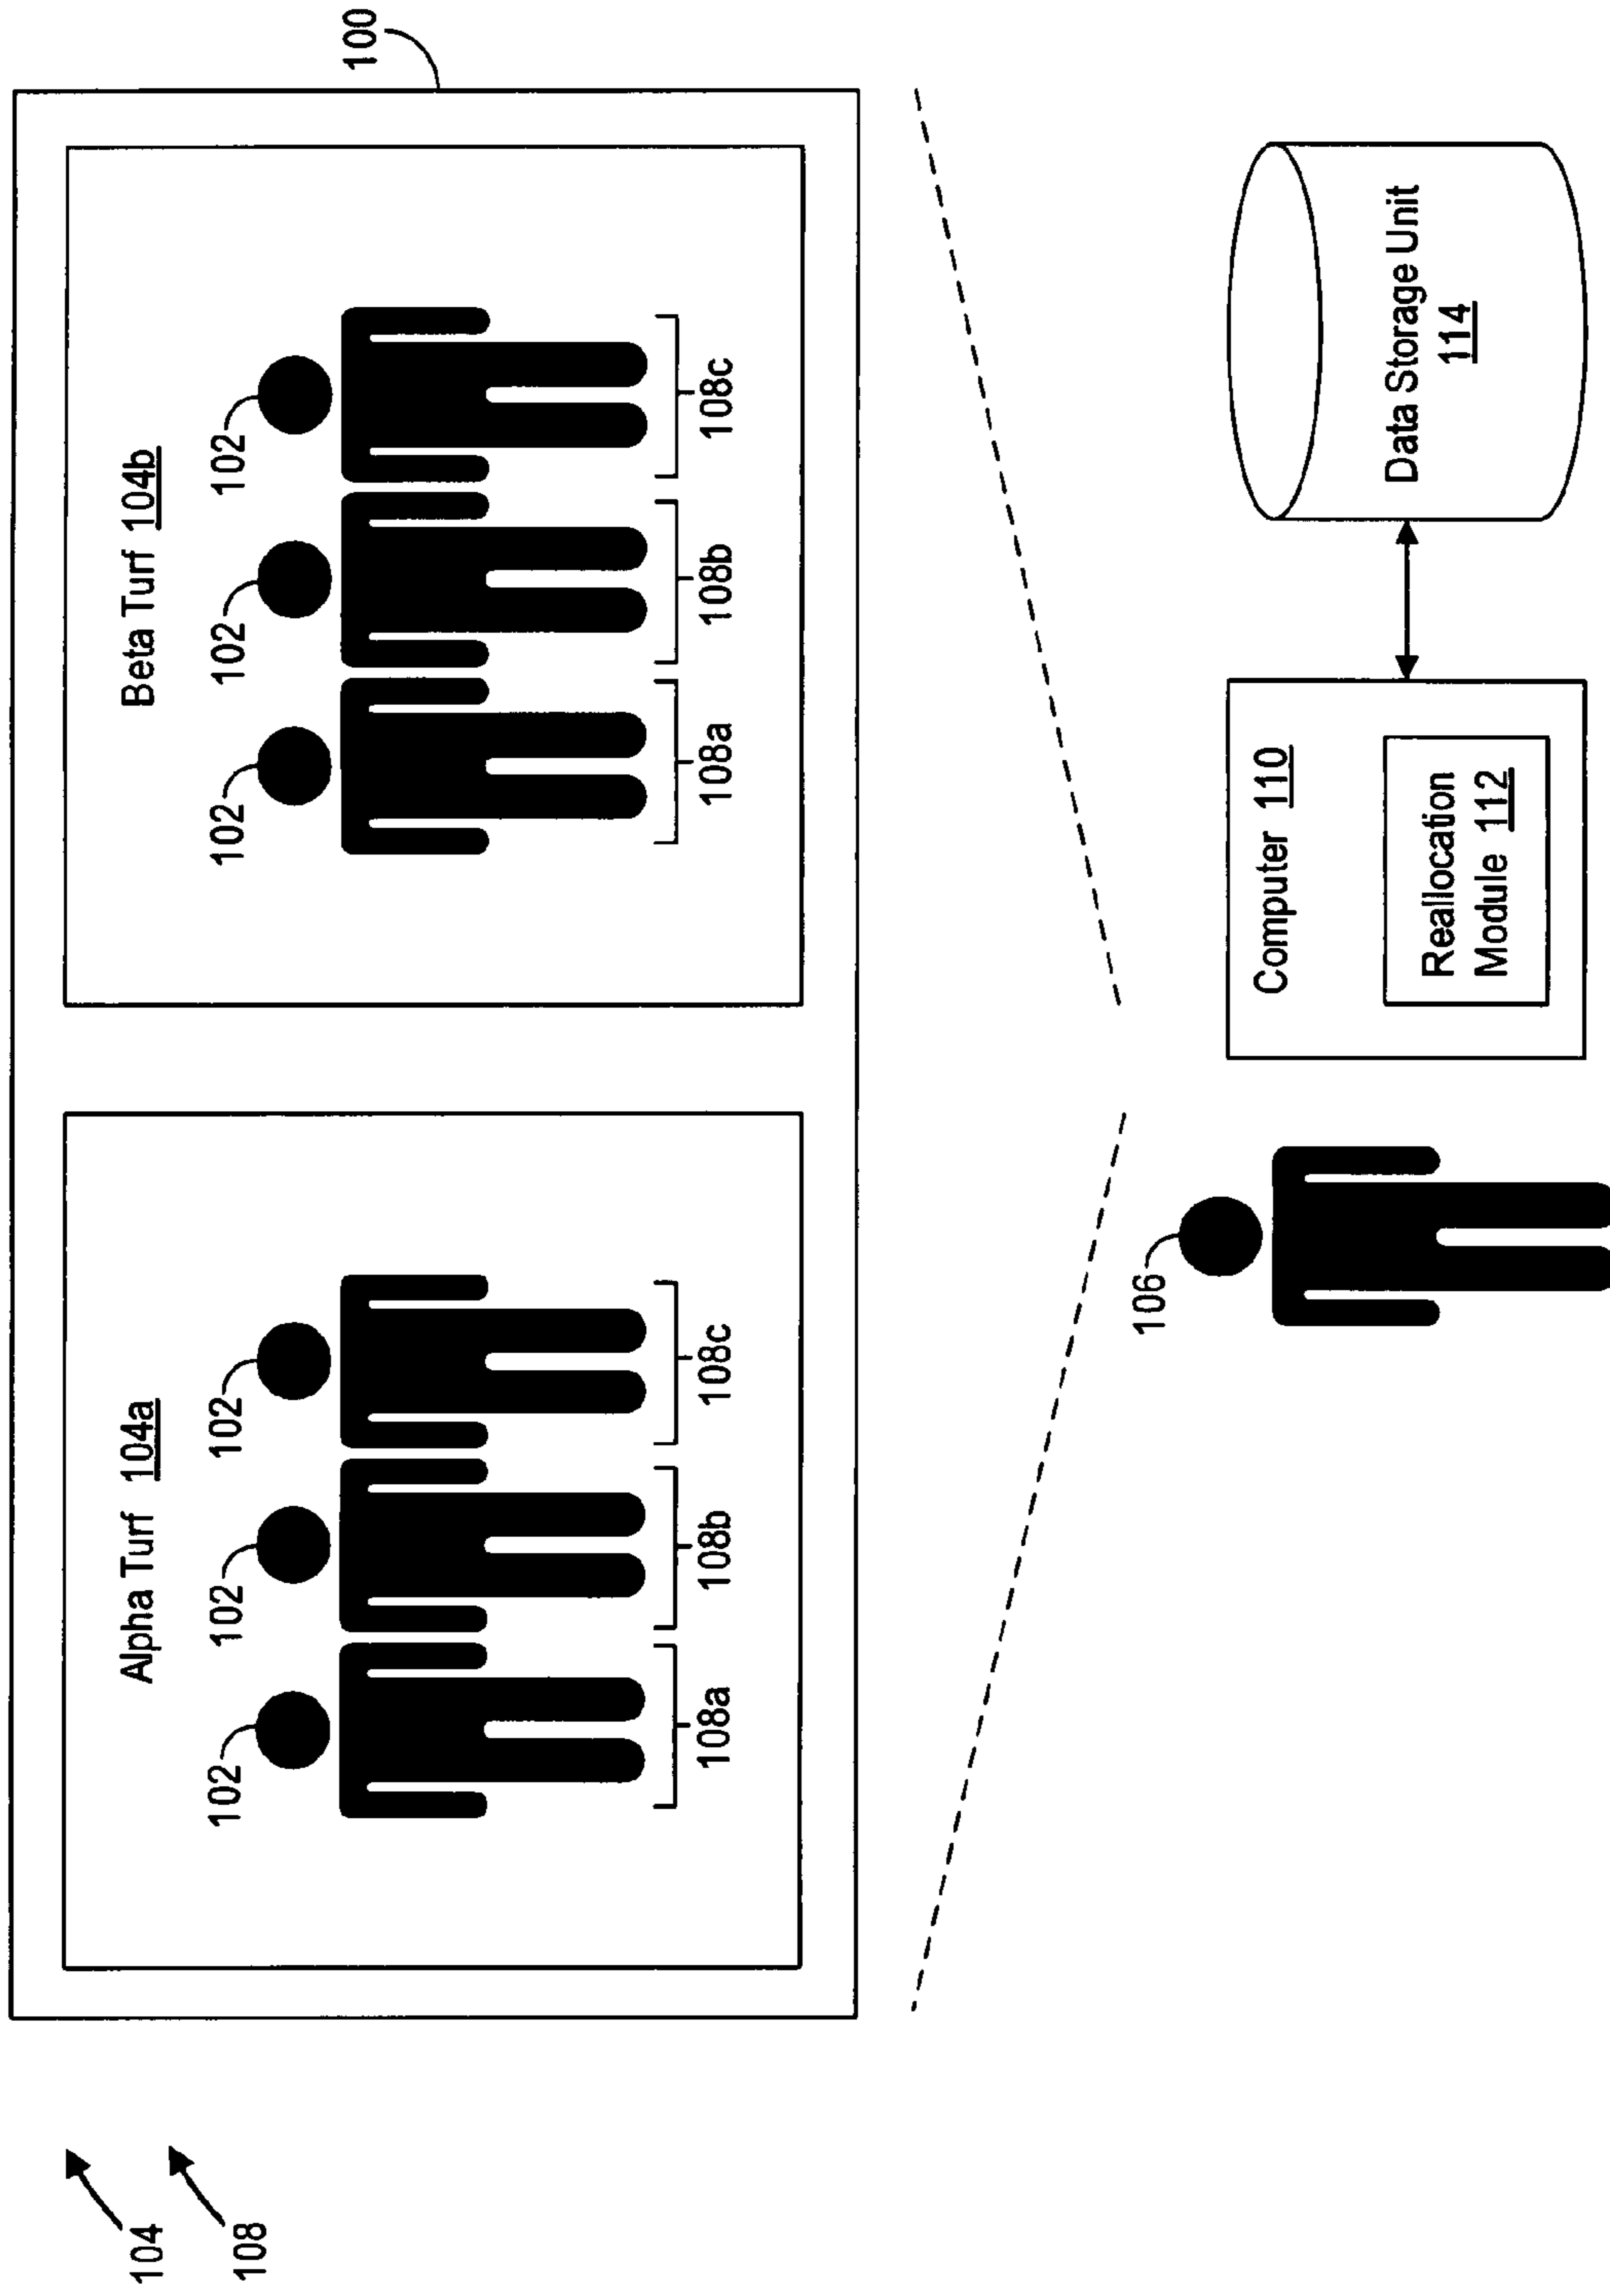 100
Alpha Turf 104a
102
102
102
108a
108b
108c
Beta Turf 104b
102
102
102
108a
108b
108c
104
108
106
Computer 110
Reallocation
Module 112
Data Storage Unit
114